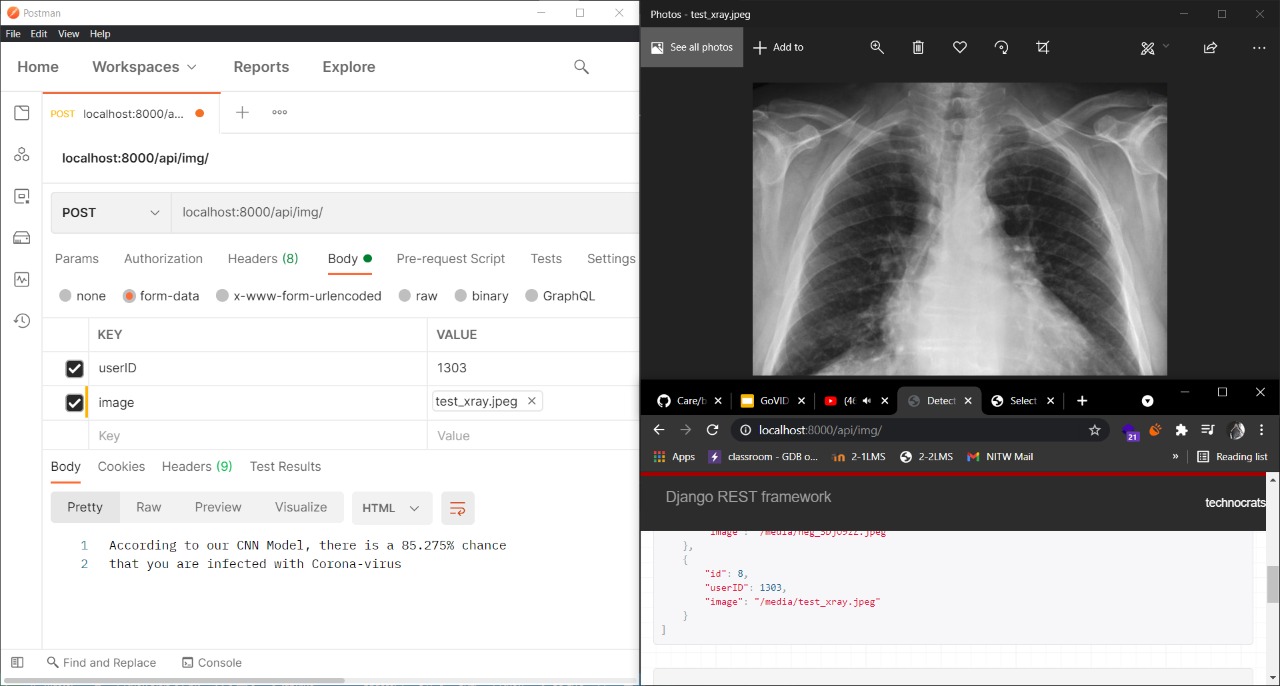 Postman
File Edit View Help
Home Workspaces Reports Explore
POST localhost:8000/a...
localhost:8000/api/img/
POST localhost:8000/api/img/
Params Authorization Headers (8) Body Pre-request Script Tests Settings
none form-data x-www-form-urlencoded raw binary GraphQL
KEY VALUE
userID 1303
image test_xray.jpeg
Key Value
Body Cookies Headers (9) Test Results
Pretty Raw Preview Visualize HTML
1 According to our CNN Model, there is a 85.275% chance
2 that you are infected with Corona-virus
Find and Replace Console
Photos - test_xray.jpeg
See all photos Add to
Care/b GoVID (4 Detect Select
localhost:8000/api/img/
21
Apps classroom - GDB o... 2-1LMS 2-2LMS NITW Mail » Reading list
Django REST framework technocrats
},
{
"id": 8,
"userID": 1303,
"image": "/media/test_xray.jpeg"
}
]